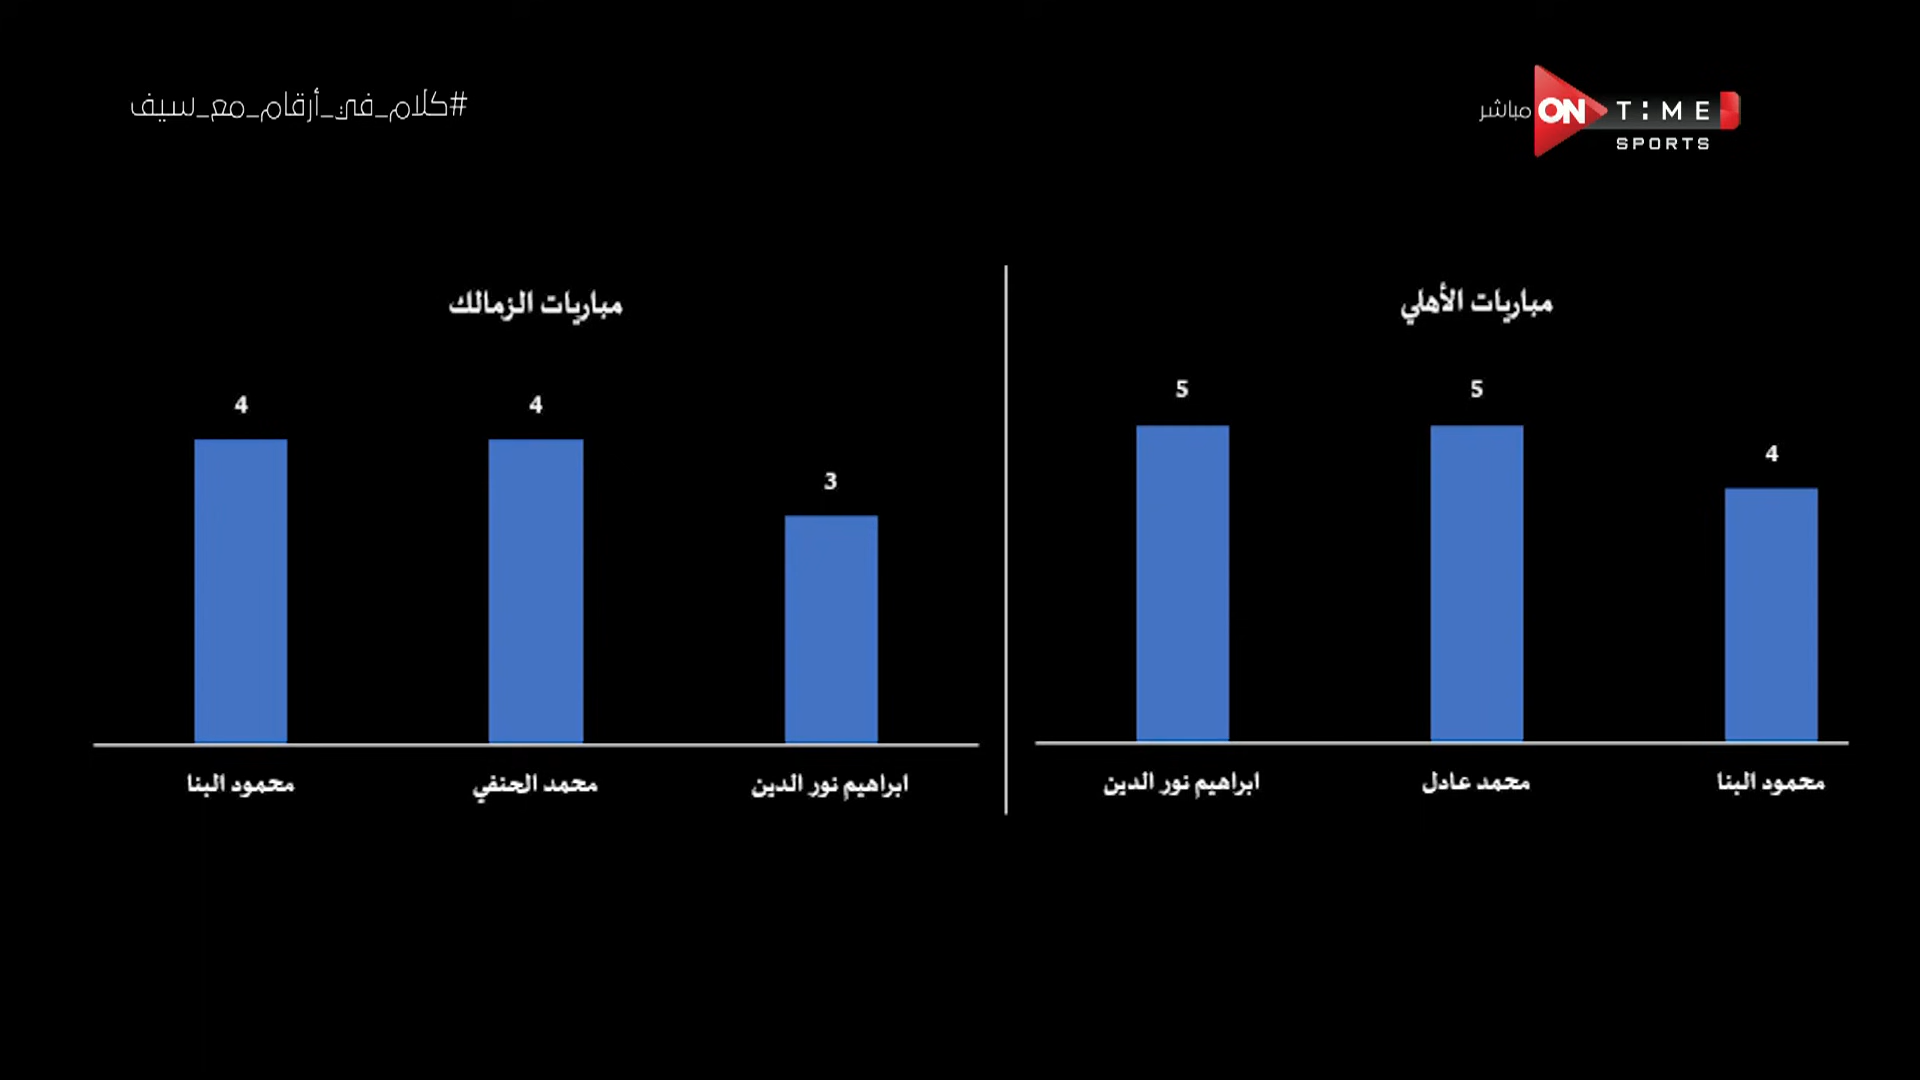 #كلام_في_أرقام_مع_سيف
مباشر ON TIME SPORTS
مباريات الأهلي
5
5
4
ابراهيم نور الدين
محمد عادل
محمود البنا
مباريات الزمالك
4
4
3
محمود البنا
محمد الحنفي
ابراهيم نور الدين